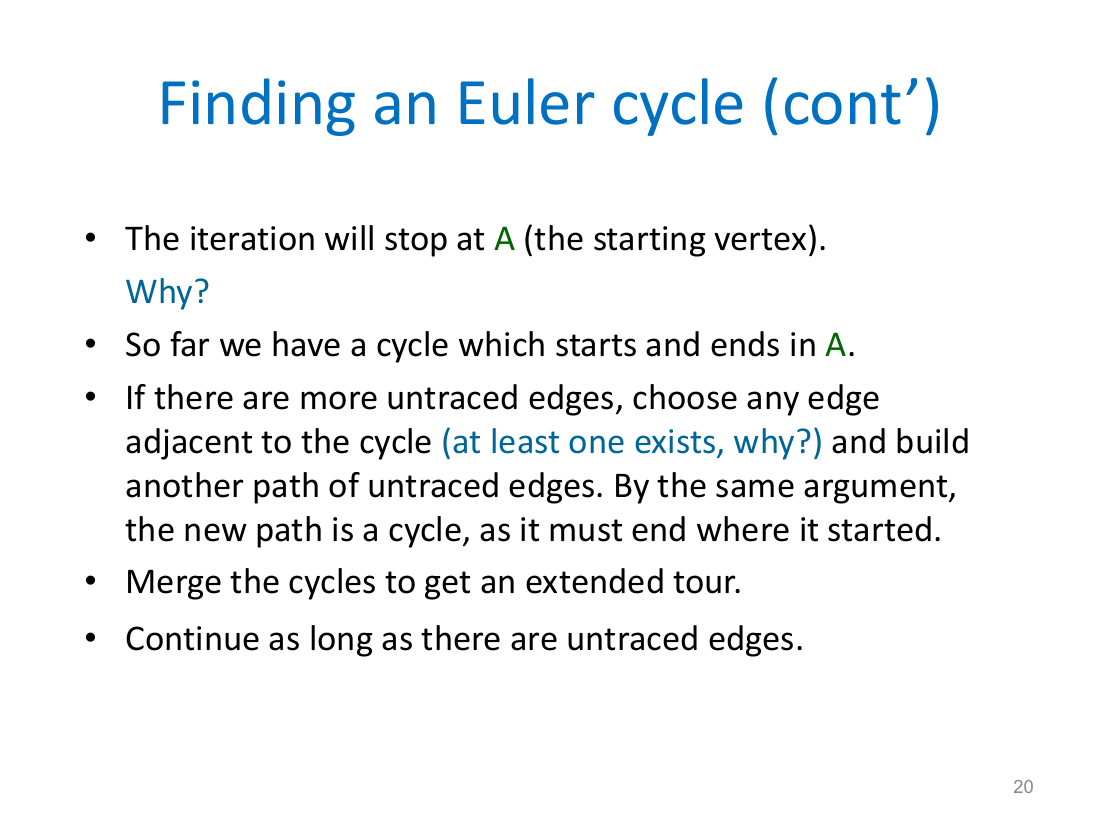 Finding an Euler cycle (cont’)
• The iteration will stop at A (the starting vertex).
Why?
• So far we have a cycle which starts and ends in A.
• If there are more untraced edges, choose any edge
adjacent to the cycle (at least one exists, why?) and build
another path of untraced edges. By the same argument,
the new path is a cycle, as it must end where it started.
• Merge the cycles to get an extended tour.
• Continue as long as there are untraced edges.
20